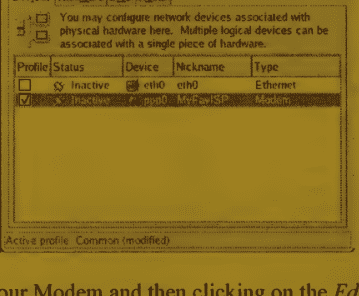 You may configure network devices associated with
physical hardware here. Multiple logical devices can be
associated with a single piece of hardware.
Profile Status Device Nickname Type
Inactive eth0 eth0 Ethernet
Inactive ppp0 MyFavISP Modem
Active profile: Common (modified)
our Modem and then clicking on the Ed